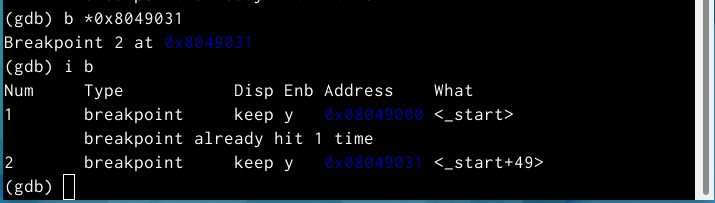 (gdb) b *0x8049031
Breakpoint 2 at 0x8049031
(gdb) i b
Num     Type           Disp Enb Address    What
1       breakpoint     keep y   0x08049000 <_start>
        breakpoint already hit 1 time
2       breakpoint     keep y   0x08049031 <_start+49>
(gdb)